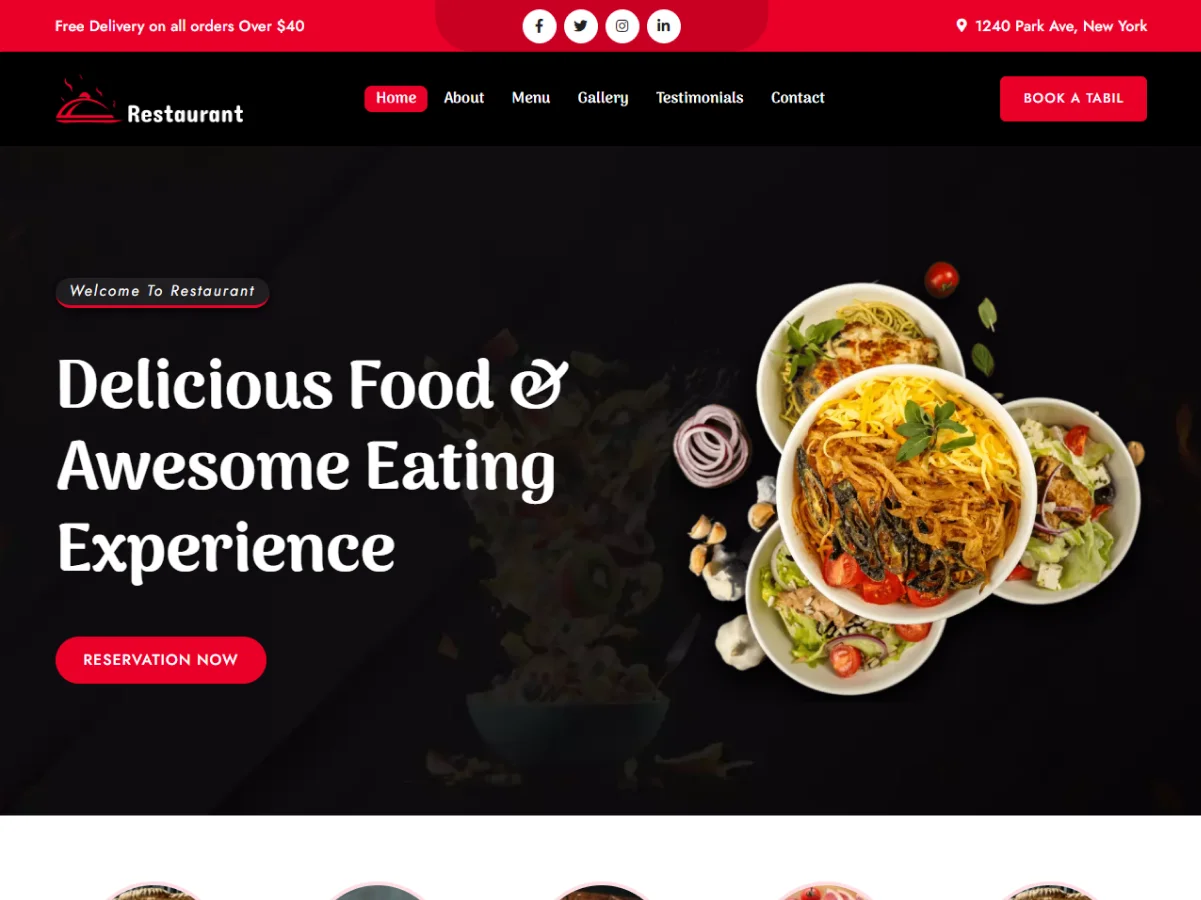 Free Delivery on all orders Over $40
1240 Park Ave, New York
Restaurant
Home
About
Menu
Gallery
Testimonials
Contact
BOOK A TABIL
Welcome To Restaurant
Delicious Food &
Awesome Eating
Experience
RESERVATION NOW